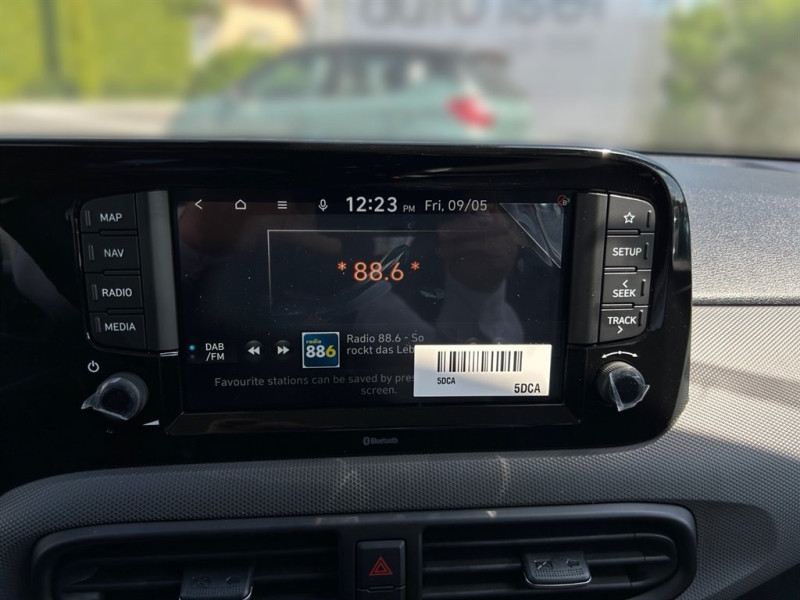 12:23 PM Fri, 09/05
MAP
NAV
RADIO
MEDIA
* 88.6 *
DAB
/FM
radio
886
Radio 88.6 - So
rockt das Leb
Favourite stations can be saved by pres
screen.
5DCA
5DCA
SETUP
SEEK
TRACK
Bluetooth